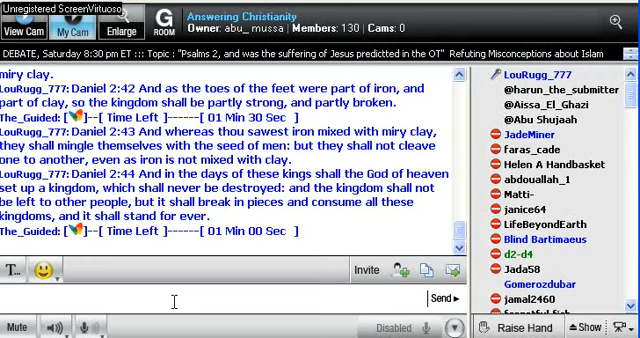 Unregistered ScreenVirtuoso
View Cam
My Cam
Enlarge
G
ROOM
Answering Christianity
Owner: abu_ mussa | Members: 130 | Cams: 0
DEBATE, Saturday 8:30 pm ET ::: Topic : "Psalms 2, and was the suffering of Jesus predictted in the OT" Refuting Misconceptions about Islam
miry clay.
LouRugg_777: Daniel 2:42 And as the toes of the feet were part of iron, and
part of clay, so the kingdom shall be partly strong, and partly broken.
The_Guided: [ ]--[ Time Left ]------[ 01 Min 30 Sec ]
LouRugg_777: Daniel 2:43 And whereas thou sawest iron mixed with miry clay,
they shall mingle themselves with the seed of men: but they shall not cleave
one to another, even as iron is not mixed with clay.
LouRugg_777: Daniel 2:44 And in the days of these kings shall the God of heaven
set up a kingdom, which shall never be destroyed: and the kingdom shall not
be left to other people, but it shall break in pieces and consume all these
kingdoms, and it shall stand for ever.
The_Guided: [ ]--[ Time Left ]------[ 01 Min 00 Sec ]
T...
Invite
Send
Mute
Disabled
LouRugg_777
@harun_the_submitter
@Aissa_El_Ghazi
@Abu Shujaah
JadeMiner
faras_cade
Helen A Handbasket
abdouallah_1
Matti-
janice64
LifeBeyondEarth
Blind Bartimaeus
d2-d4
Jada58
Gomerozdubar
jamal2460
Raise Hand
Show